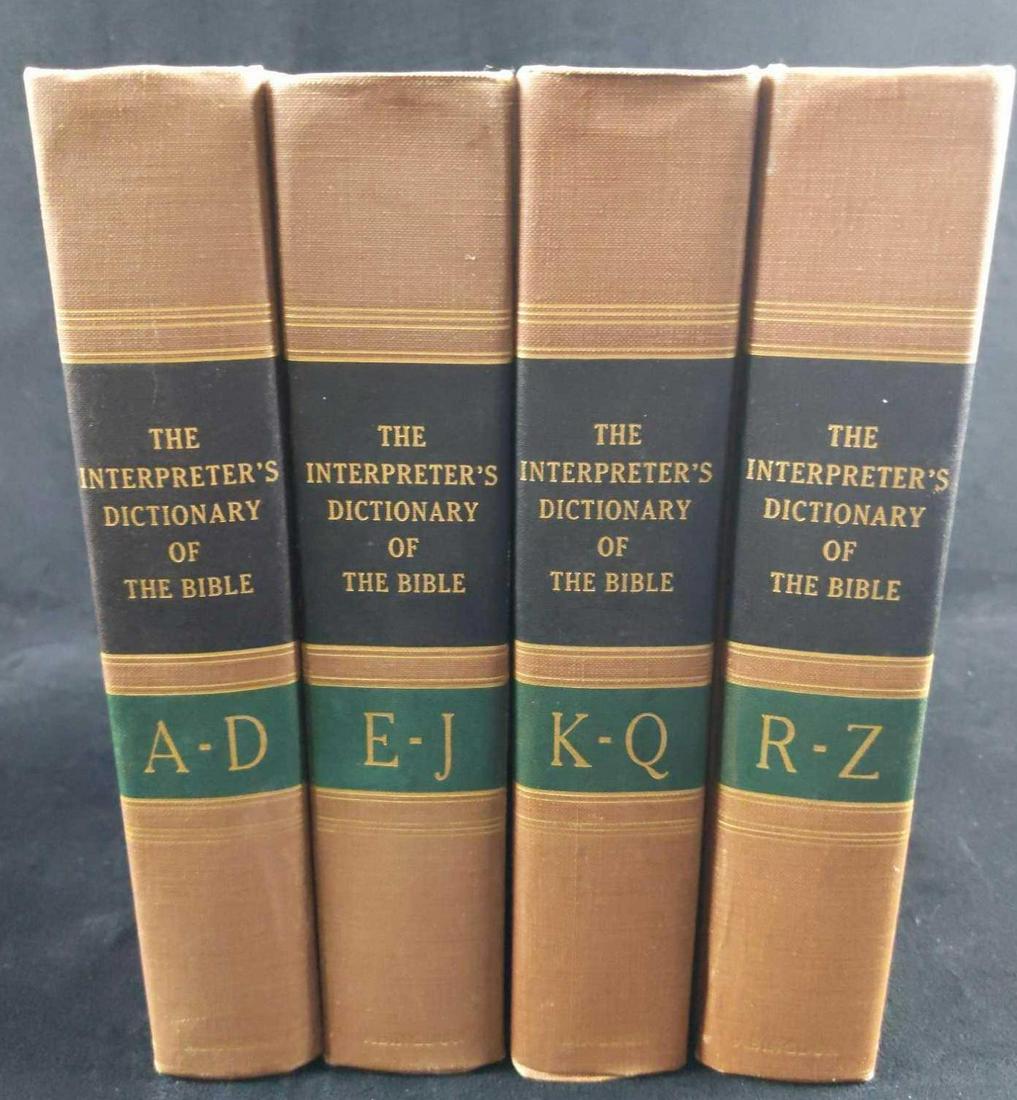 THE
INTERPRETER'S
DICTIONARY
OF
THE BIBLE
A-D
THE
INTERPRETER'S
DICTIONARY
OF
THE BIBLE
E-J
THE
INTERPRETER'S
DICTIONARY
OF
THE BIBLE
K-Q
THE
INTERPRETER'S
DICTIONARY
OF
THE BIBLE
R-Z